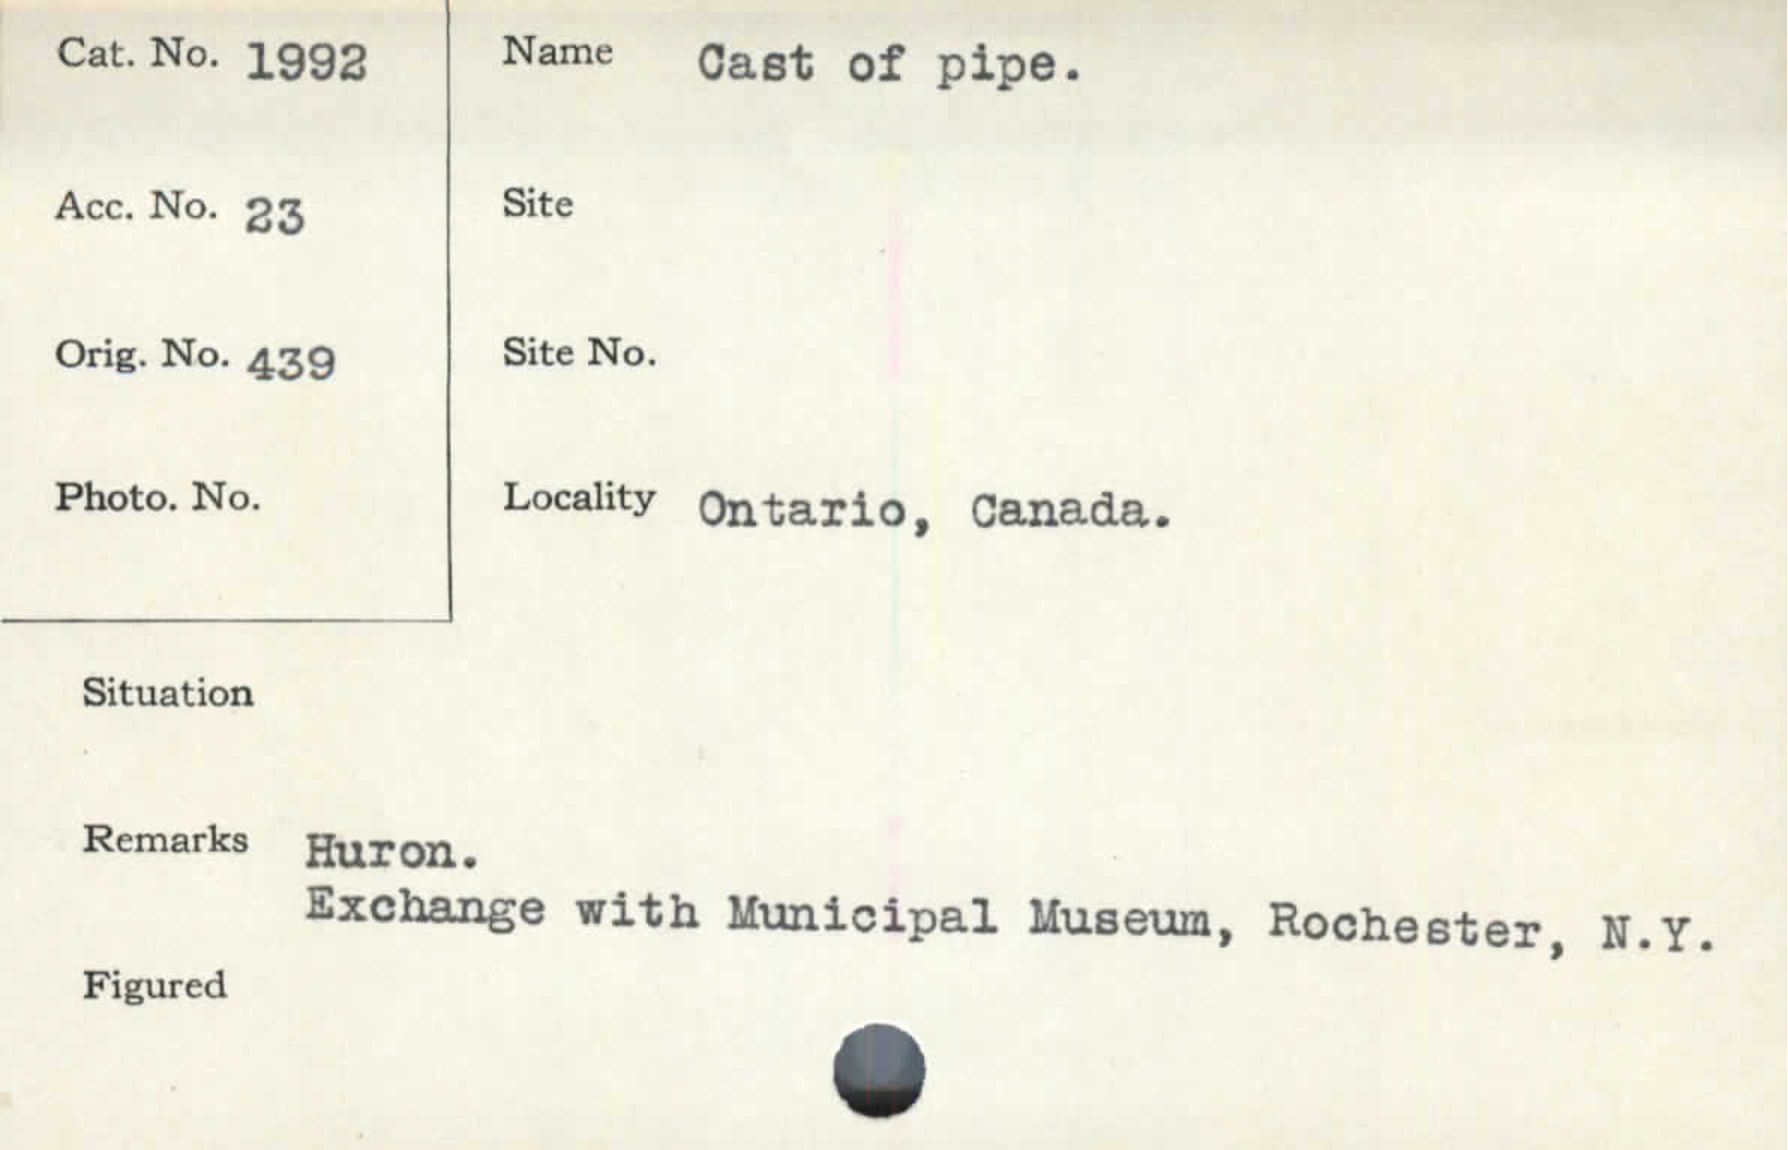 Cat. No. 1992
Name Cast of pipe.
Acc. No. 23
Site
Orig. No. 439
Site No.
Photo. No.
Locality Ontario, Canada.
Situation
Remarks Huron.
Exchange with Municipal Museum, Rochester, N.Y.
Figured